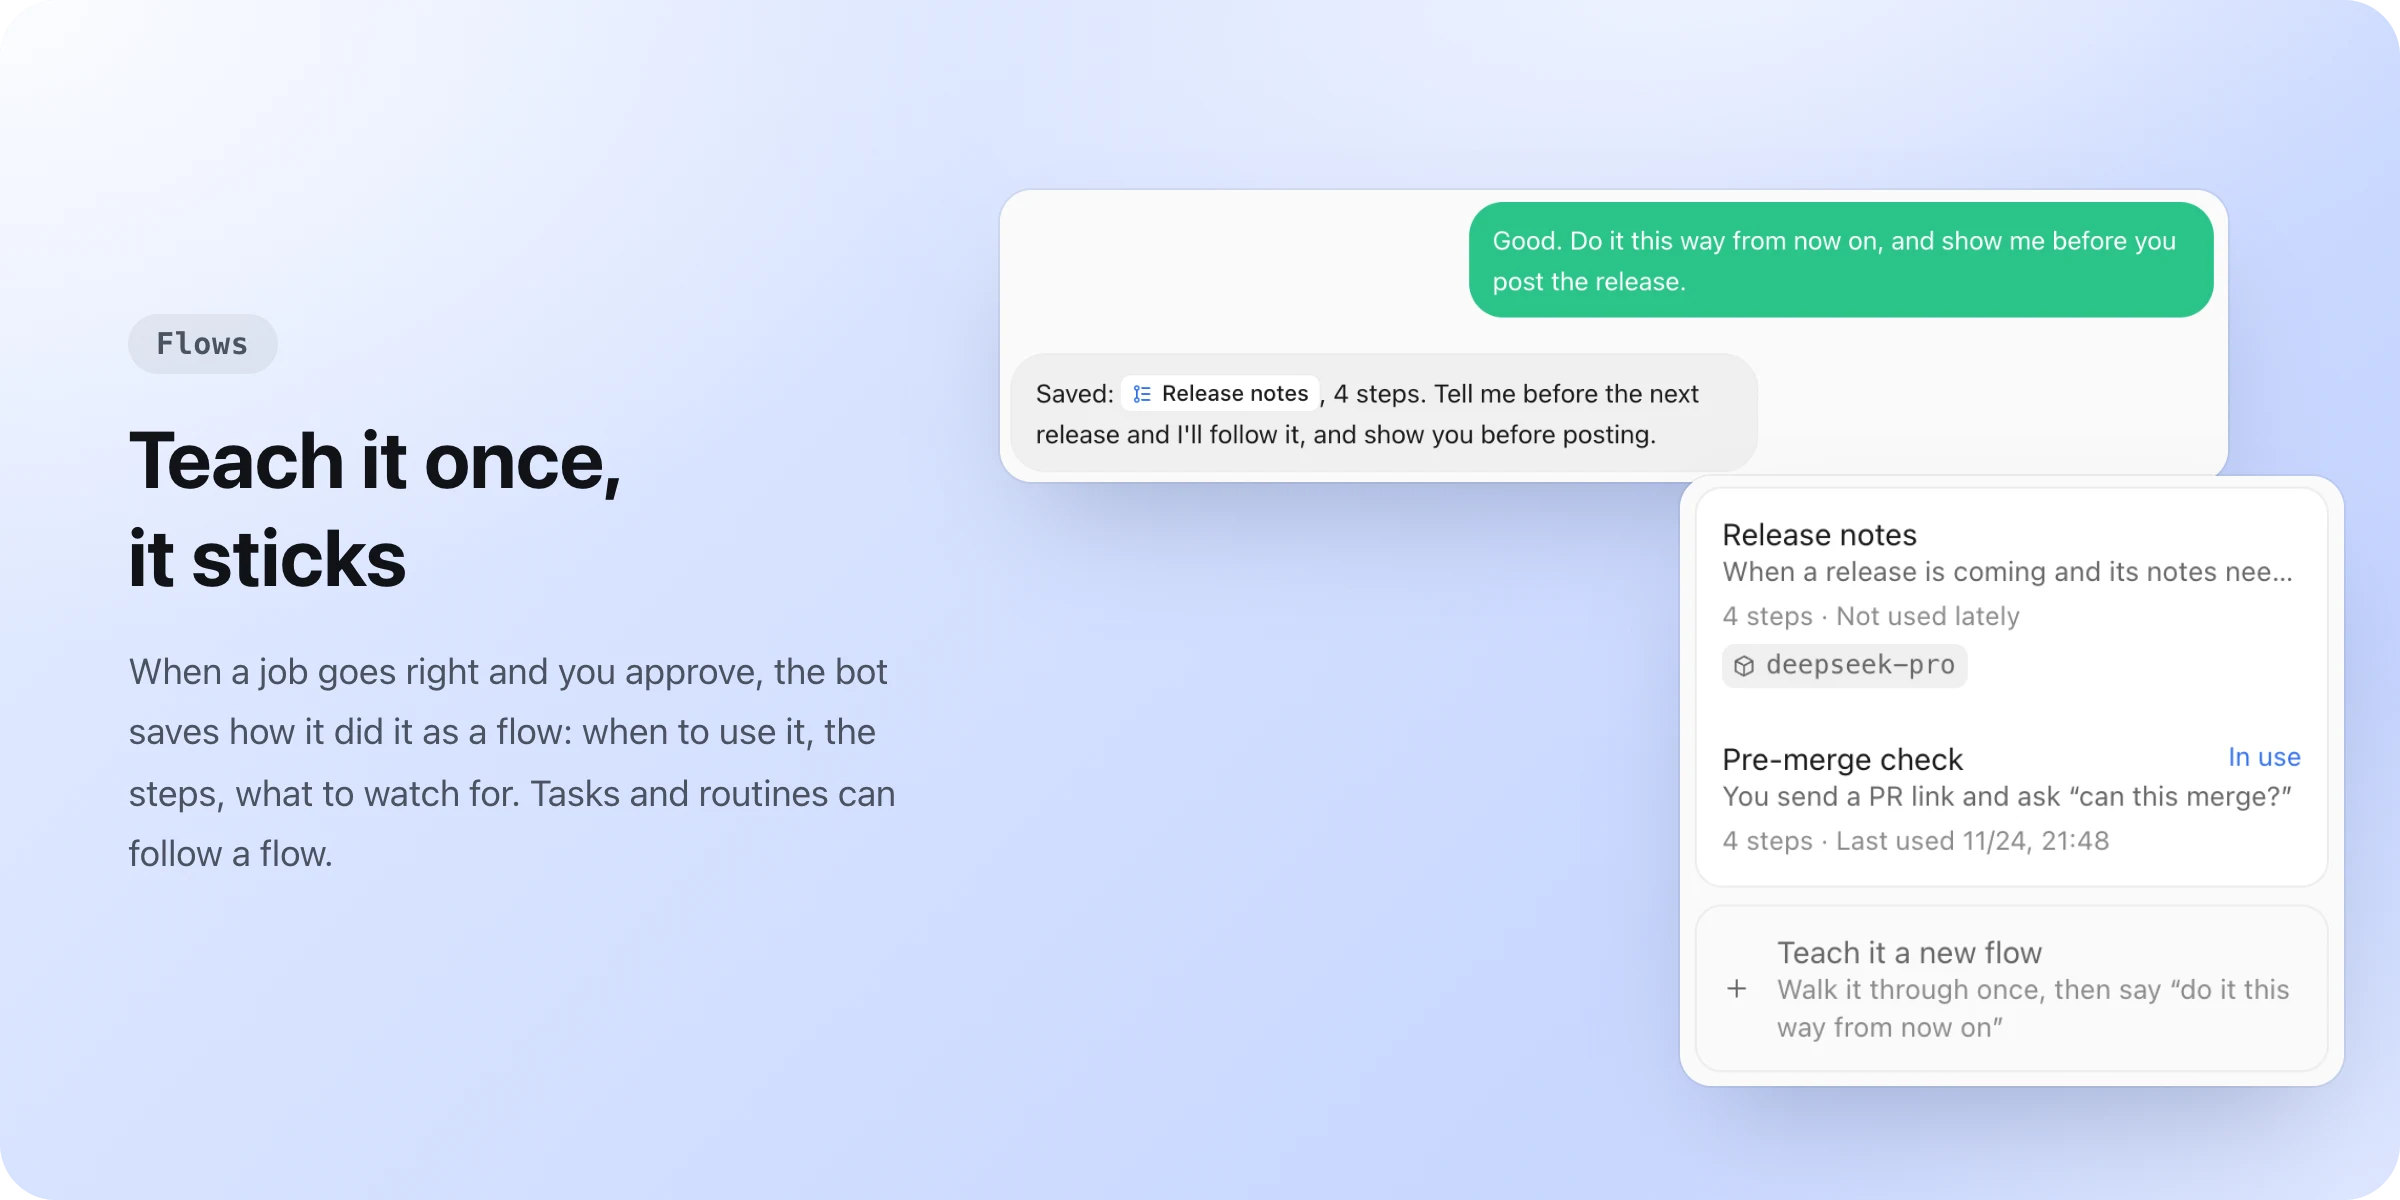 Flows
Teach it once,
it sticks
When a job goes right and you approve, the bot
saves how it did it as a flow: when to use it, the
steps, what to watch for. Tasks and routines can
follow a flow.
Good. Do it this way from now on, and show me before you
post the release.
Saved: Release notes, 4 steps. Tell me before the next
release and I'll follow it, and show you before posting.
Release notes
When a release is coming and its notes nee...
4 steps · Not used lately
deepseek-pro
Pre-merge check
In use
You send a PR link and ask “can this merge?”
4 steps · Last used 11/24, 21:48
+
Teach it a new flow
Walk it through once, then say “do it this
way from now on”